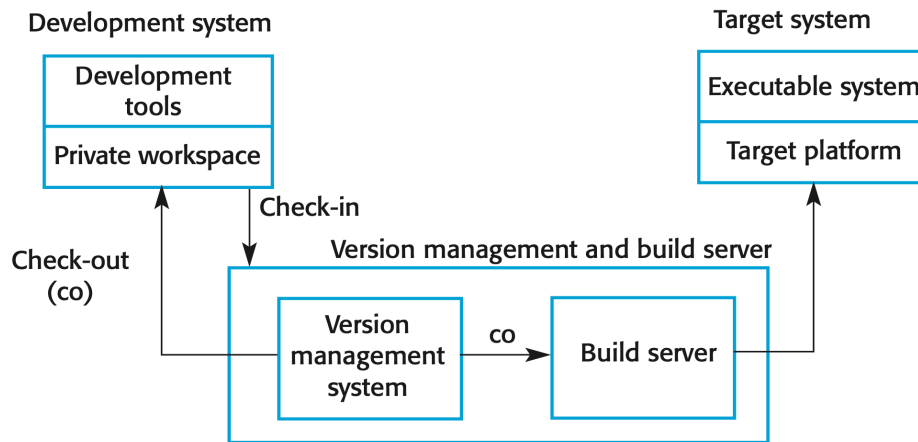 Development system
Target system
Development
tools
Private workspace
Executable system
Target platform
Check-in
Check-out
(co)
Version management and build server
Version
management
system
co
Build server